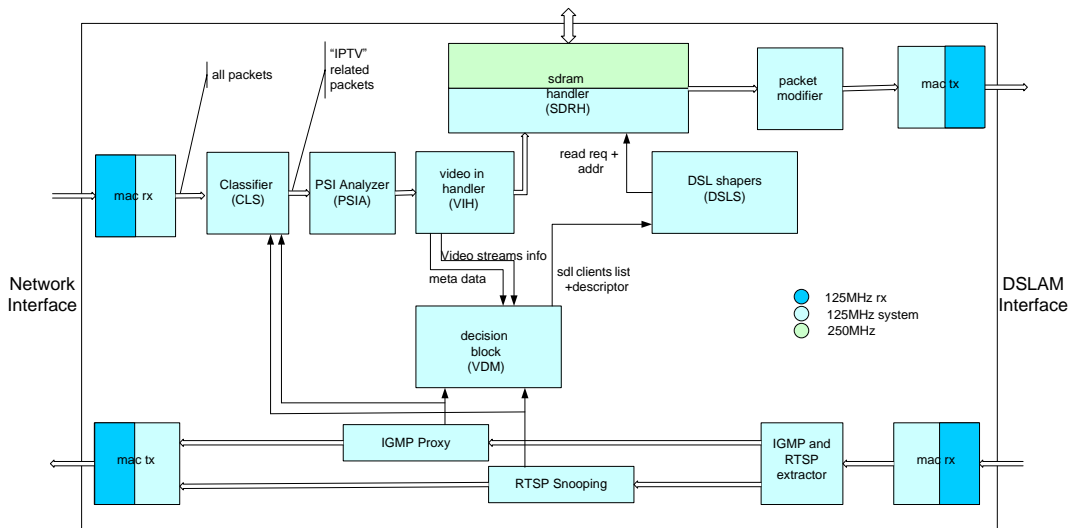 "IPTV"
related
packets
all packets
sdram
handler
(SDRH)
packet
modifier
mac tx
mac rx
Classifier
(CLS)
PSI Analyzer
(PSIA)
video in
handler
(VIH)
read req +
addr
DSL shapers
(DSLS)
Video streams info
meta data
sdl clients list
+descriptor
Network
Interface
DSLAM
Interface
125MHz rx
125MHz system
250MHz
decision
block
(VDM)
mac tx
IGMP Proxy
RTSP Snooping
IGMP and
RTSP
extractor
mac rx